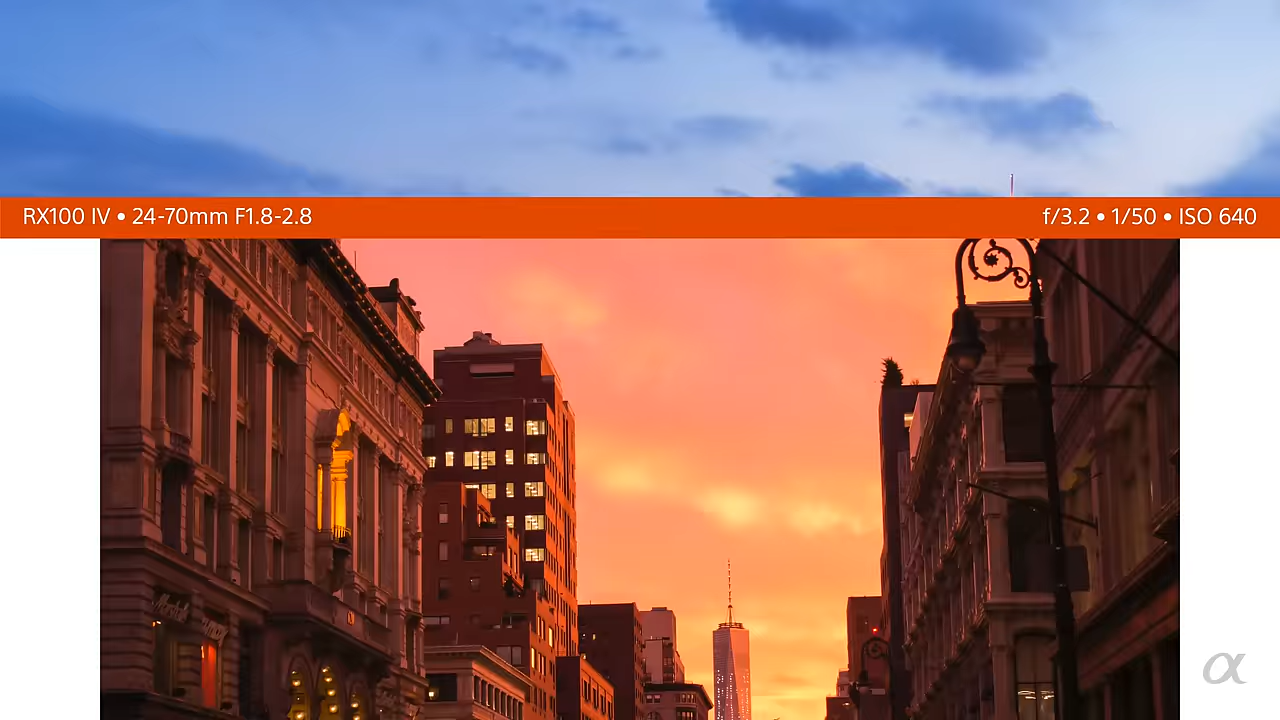 RX100 IV • 24-70mm F1.8-2.8
f/3.2 • 1/50 • ISO 640
α